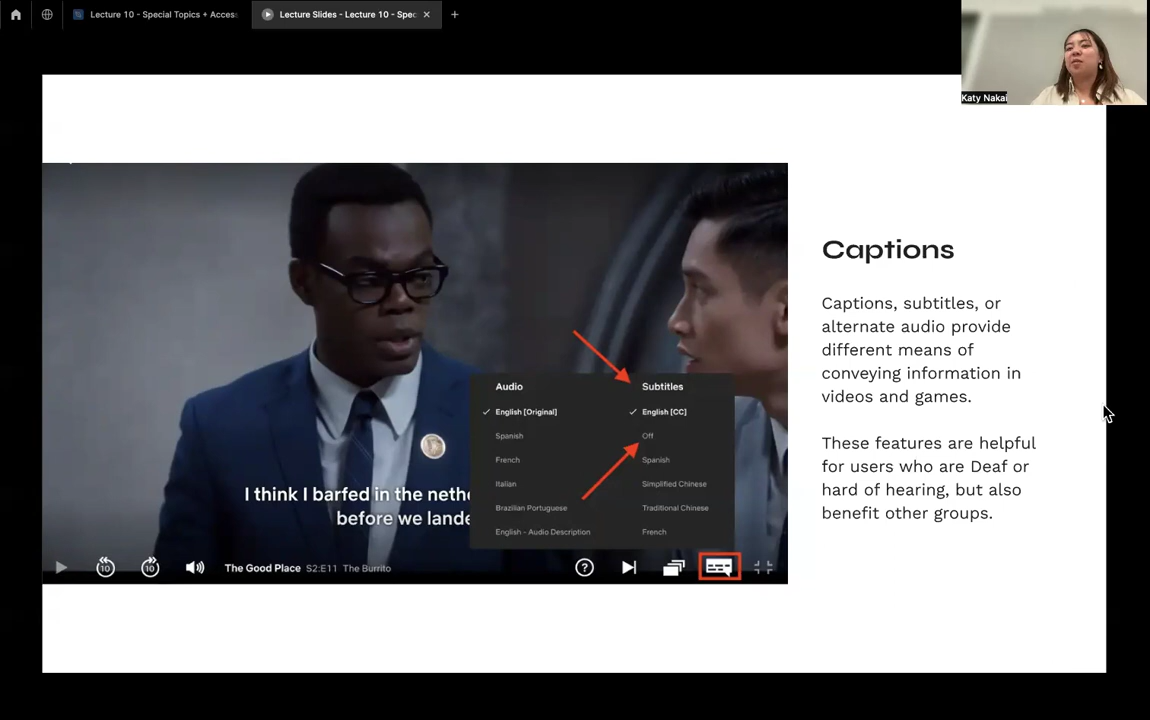 Lecture 10 - Special Topics + Acces
Lecture Slides - Lecture 10 - Spec
Katy Nakai
Captions
Captions, subtitles, or
alternate audio provide
different means of
conveying information in
videos and games.
These features are helpful
for users who are Deaf or
hard of hearing, but also
benefit other groups.
Audio
English [Original]
Spanish
French
Italian
Brazilian Portuguese
English - Audio Description
Subtitles
English [CC]
Off
Spanish
Simplified Chinese
Traditional Chinese
French
I think I barfed in the nethe
before we lande
10
10
The Good Place S2:E11 The Burrito
?